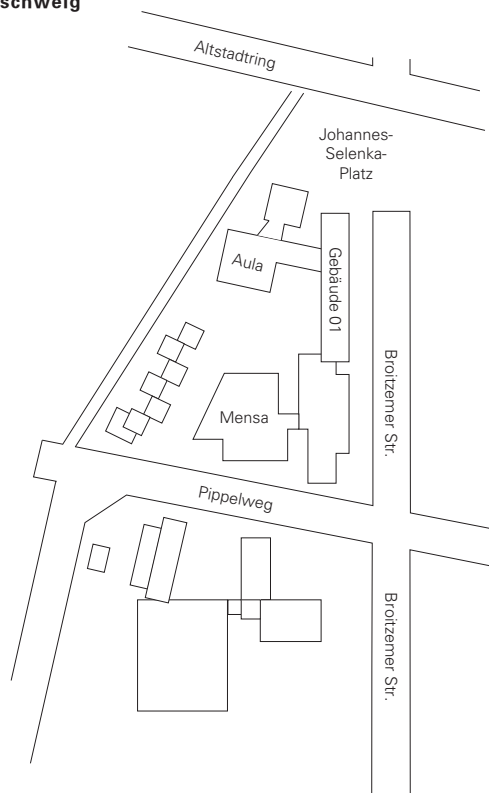 schweig
Altstadtring
Johannes-
Selenka-
Platz
Aula
Gebäude 01
Broitzemer Str.
Mensa
Pippelweg
Broitzemer Str.